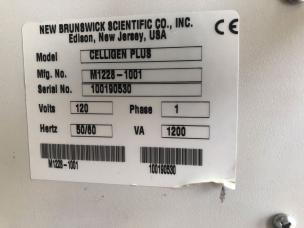 NEW BRUNSWICK SCIENTIFIC CO., INC.
Edison, New Jersey, USA
CE
Model CELLIGEN PLUS
Mfg. No. M1228-1001
Serial No. 100190530
Volts 120 Phase 1
Hertz 50/60 VA 1200
M1228-1001 100190530